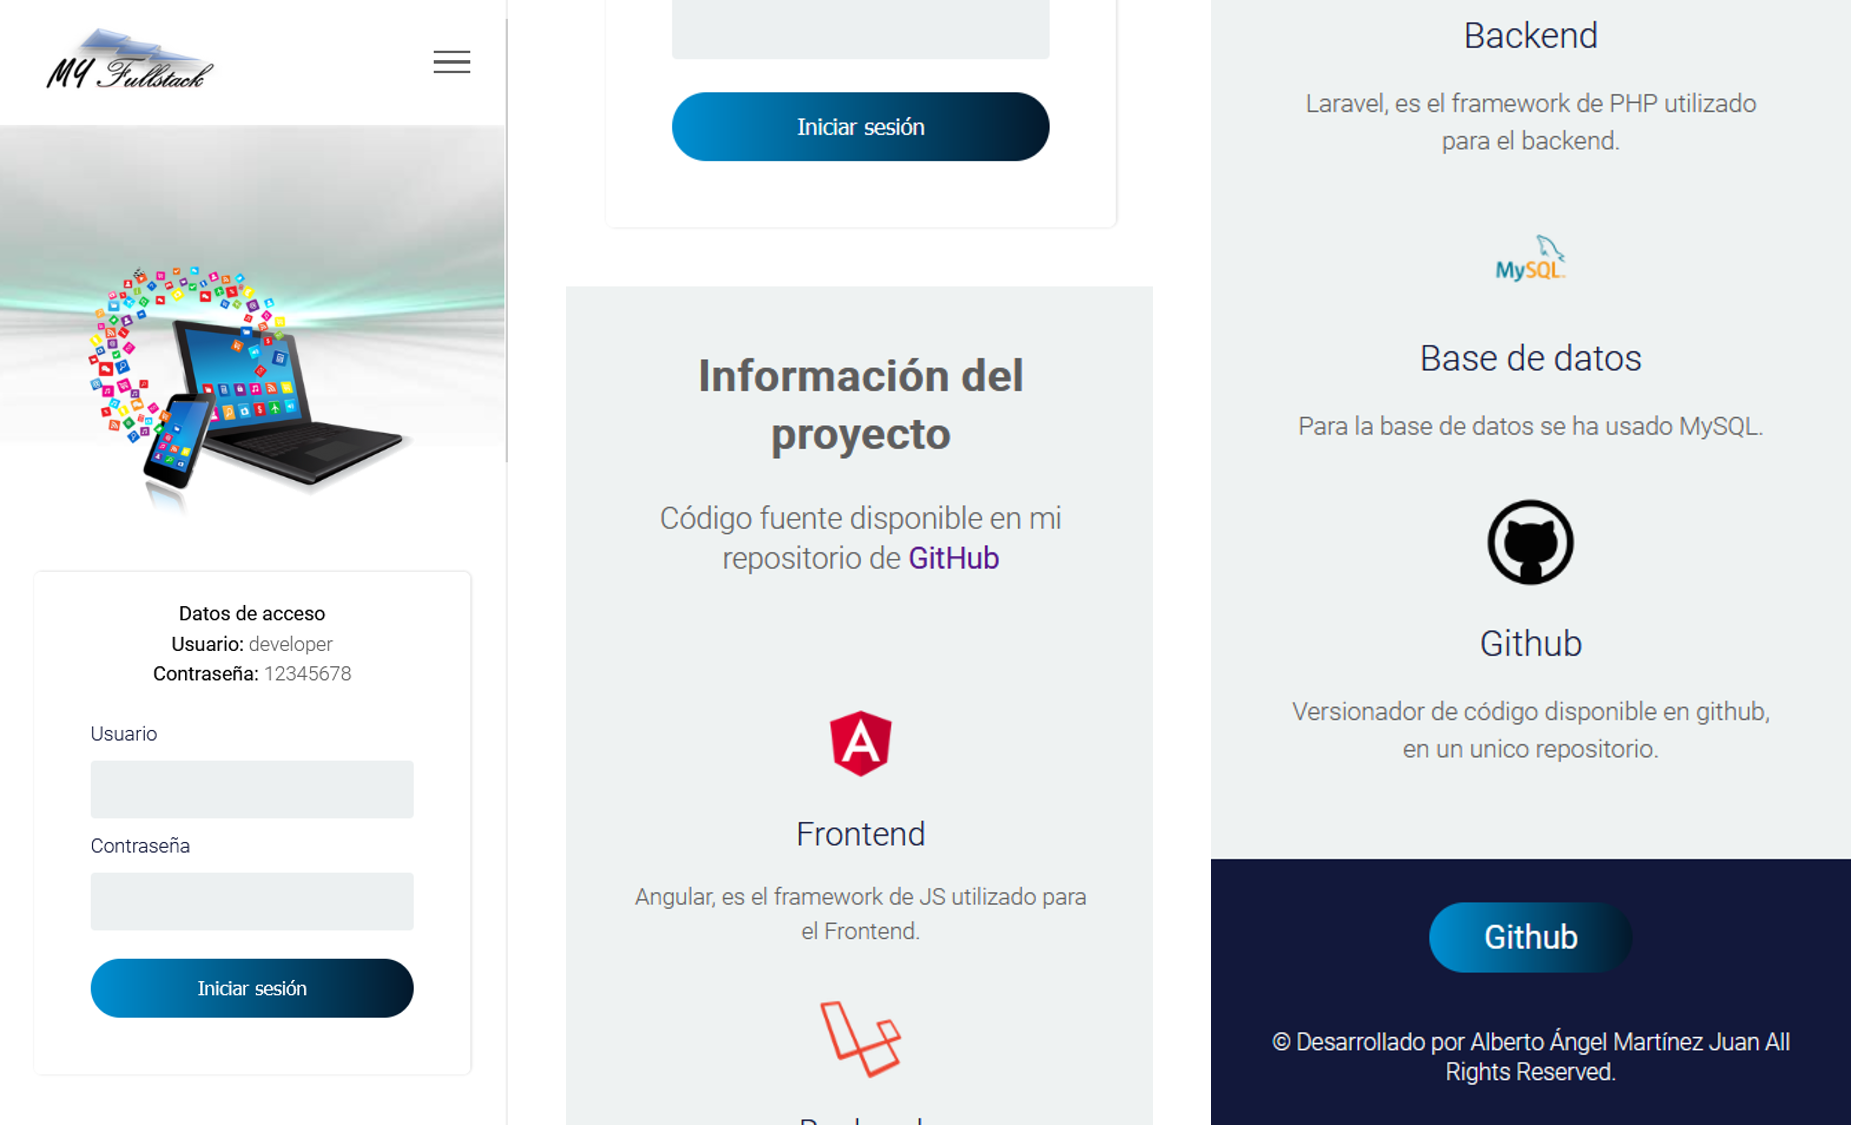 MY Fullstack
Datos de acceso
Usuario: developer
Contraseña: 12345678
Usuario
Contraseña
Iniciar sesión
Iniciar sesión
Información del
proyecto
Código fuente disponible en mi
repositorio de GitHub
Frontend
Angular, es el framework de JS utilizado para
el Frontend.
Backend
Laravel, es el framework de PHP utilizado
para el backend.
MySQL
Base de datos
Para la base de datos se ha usado MySQL.
Github
Versionador de código disponible en github,
en un unico repositorio.
Github
© Desarrollado por Alberto Ángel Martínez Juan All
Rights Reserved.